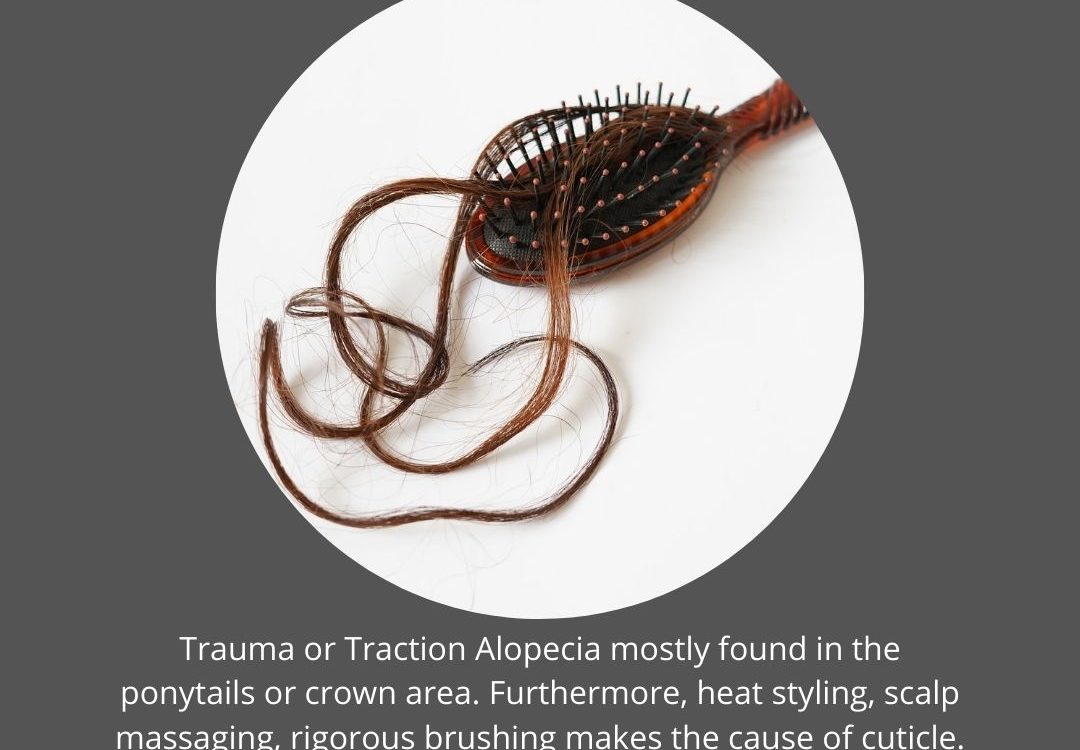 Trauma or Traction Alopecia mostly found in the
ponytails or crown area. Furthermore, heat styling, scalp
massaging, rigorous brushing makes the cause of cuticle.